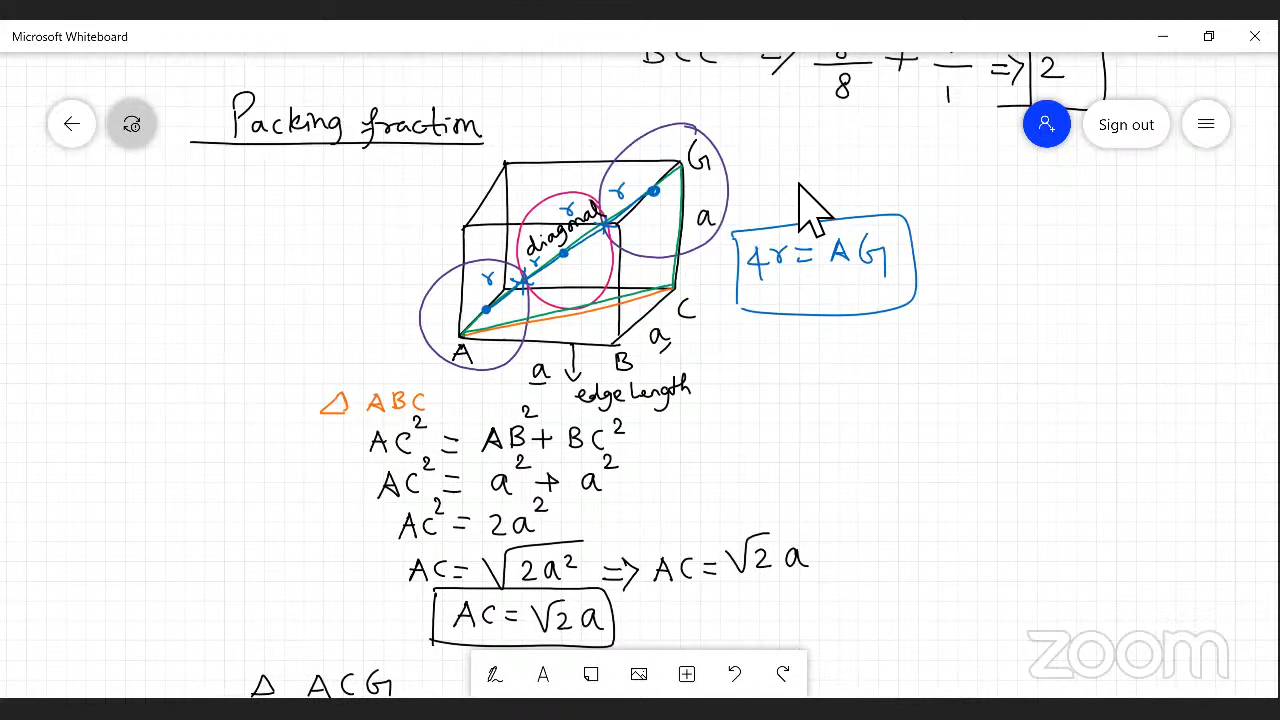 Microsoft Whiteboard
BCC => 8/8 + 1/1 => 2
Packing fraction
Sign out
G
r
r
diagonal
a
r
r
4r = AG
C
A
a
B
a
edge length
Δ ABC
AC² = AB² + BC²
AC² = a² + a²
AC² = 2a²
AC = √2a² => AC = √2 a
AC = √2 a
zoom
Δ ACG
A